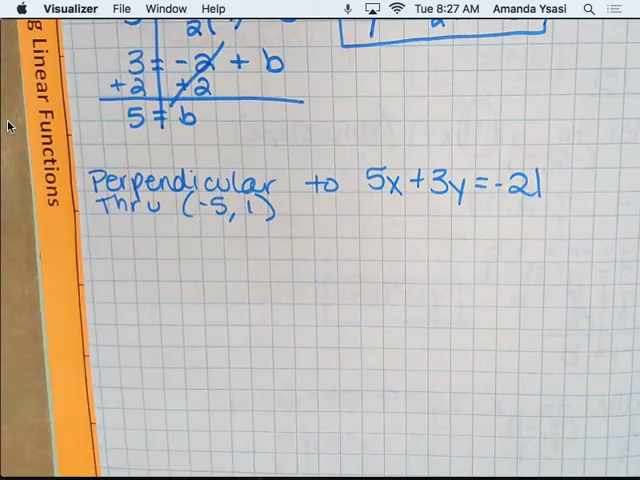 Visualizer File Window Help Tue 8:27 AM Amanda Ysasi
g Linear Functions
3 = -2 + b
+2 +2
5 = b
Perpendicular to 5x + 3y = -21
Thru (-5, 1)